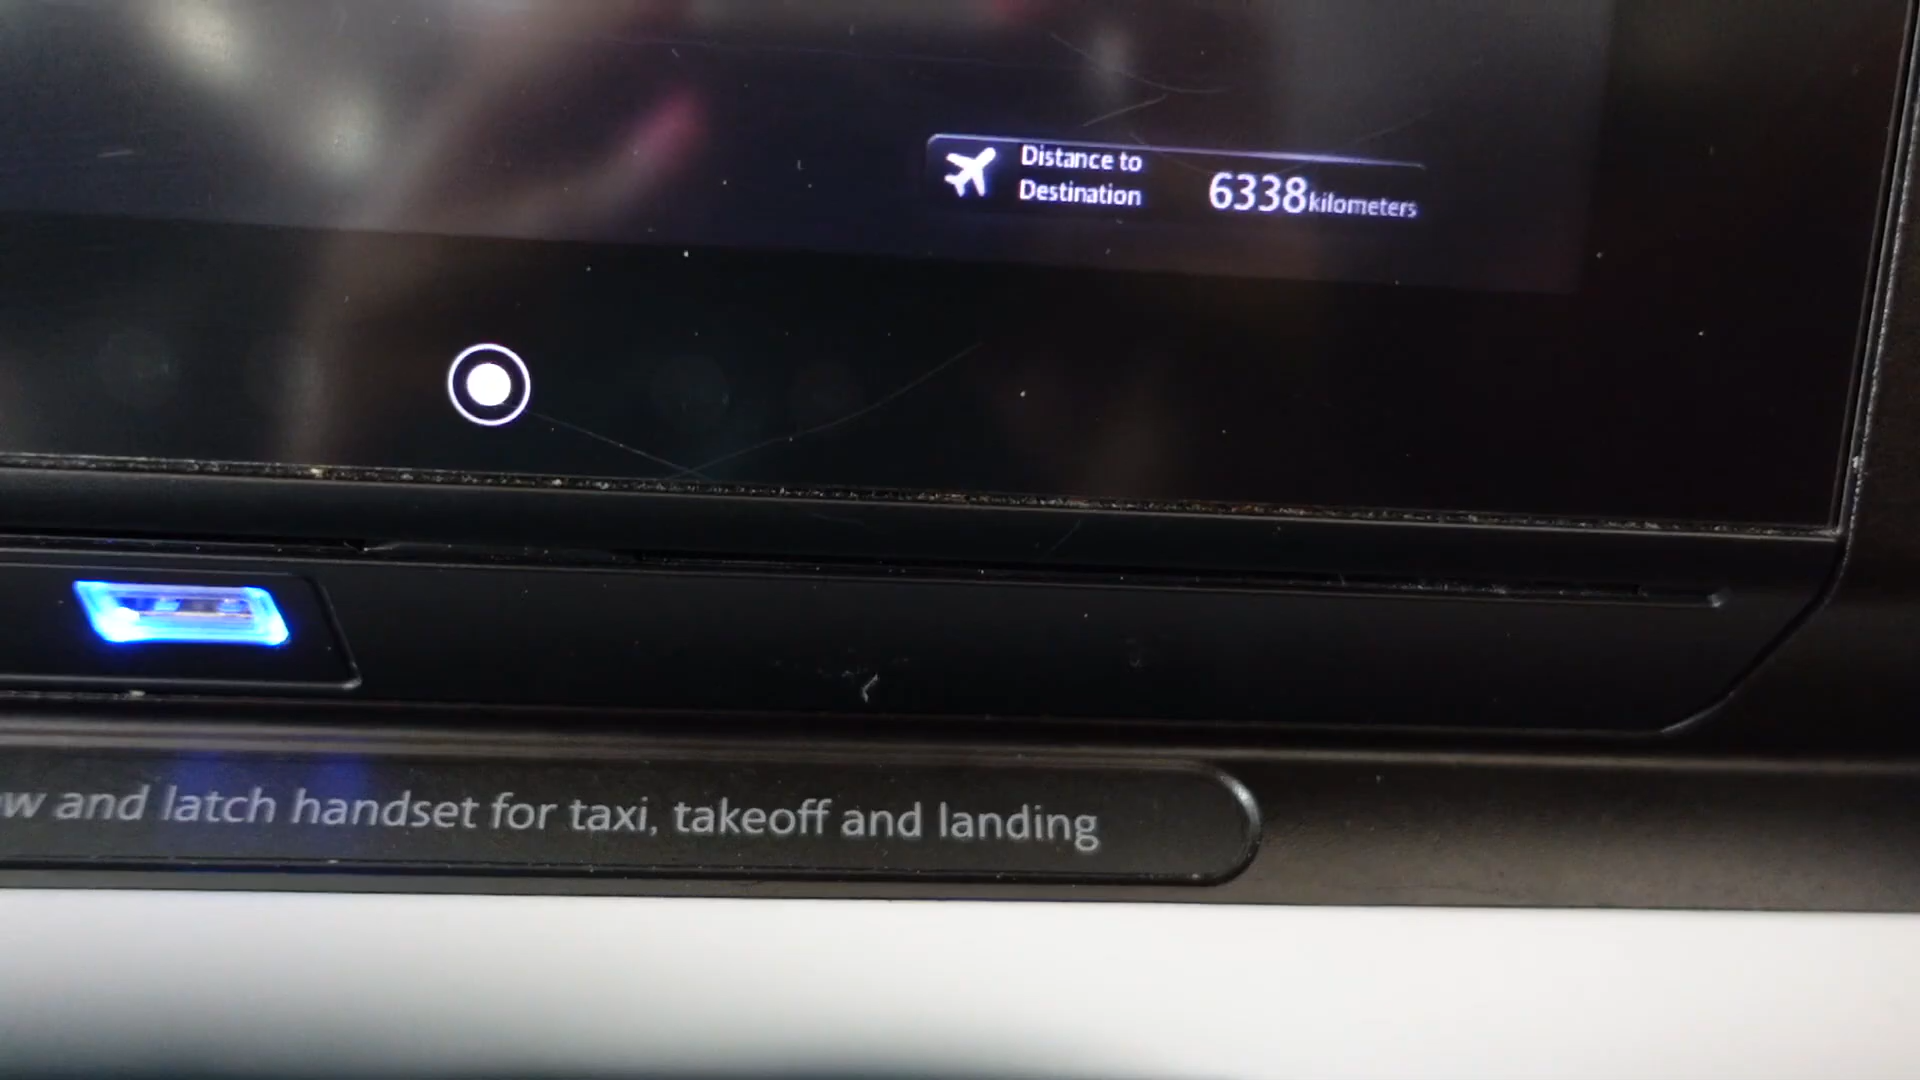 Distance to
Destination
6338kilometers
and latch handset for taxi, takeoff and landing